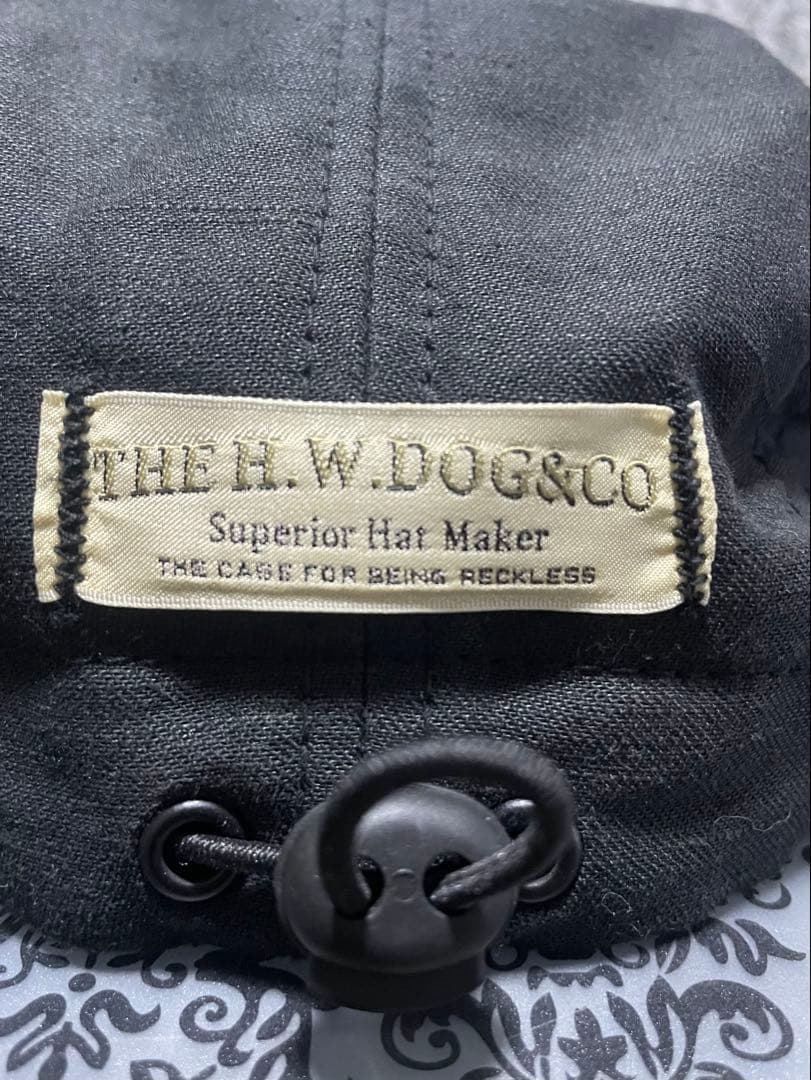 THE H.W.DOG&CO
Superior Hat Maker
THE CASE FOR BEING RECKLESS